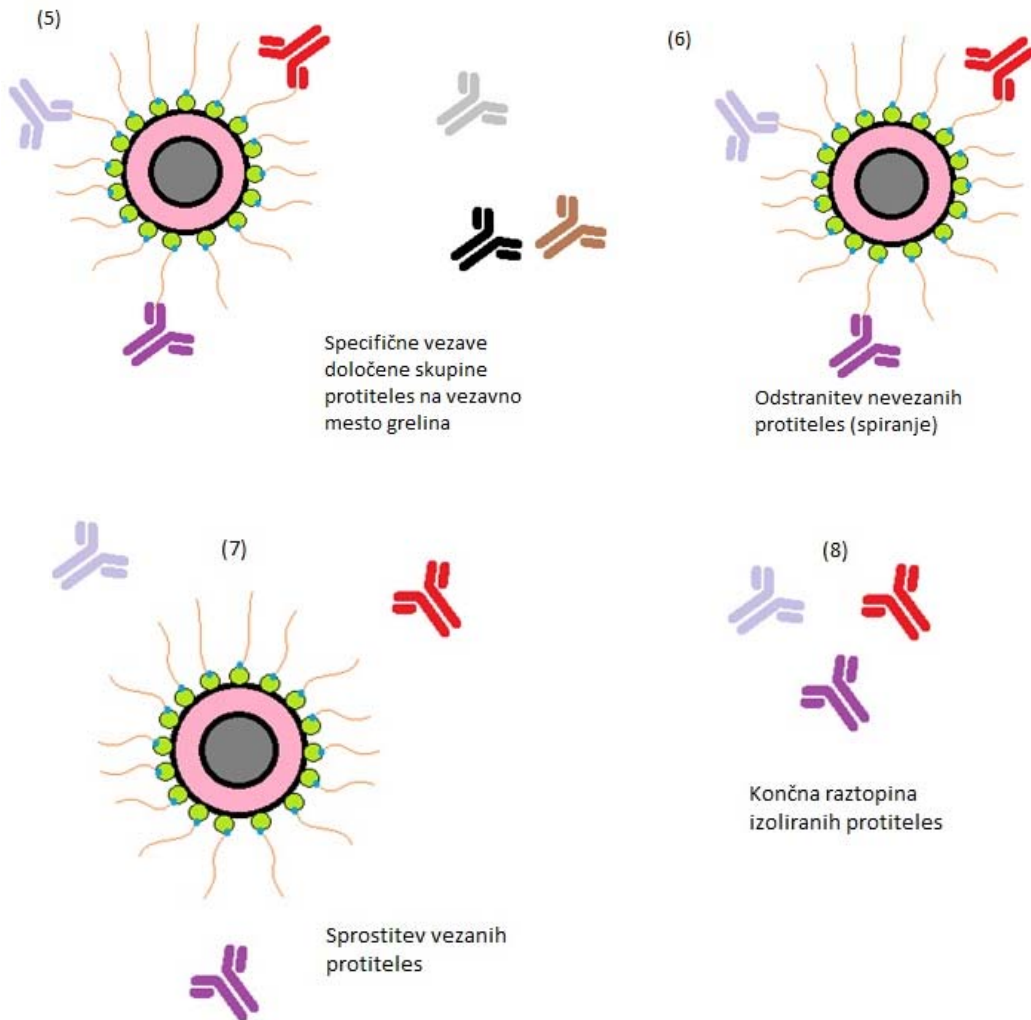 (5)
(6)
Specifične vezave
določene skupine
protiteles na vezavno
mesto grelina
Odstranitev nevezanih
protiteles (spiranje)
(7)
(8)
Končna raztopina
izoliranih protiteles
Sprostitev vezanih
protiteles